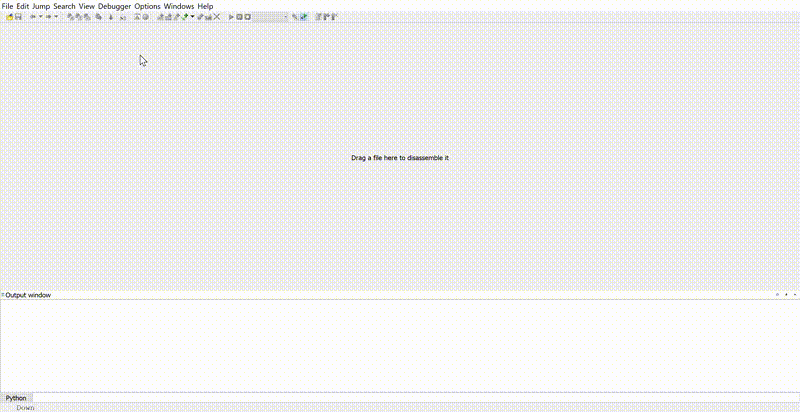 File Edit Jump Search View Debugger Options Windows Help
Drag a file here to disassemble it
Output window
Python
Down